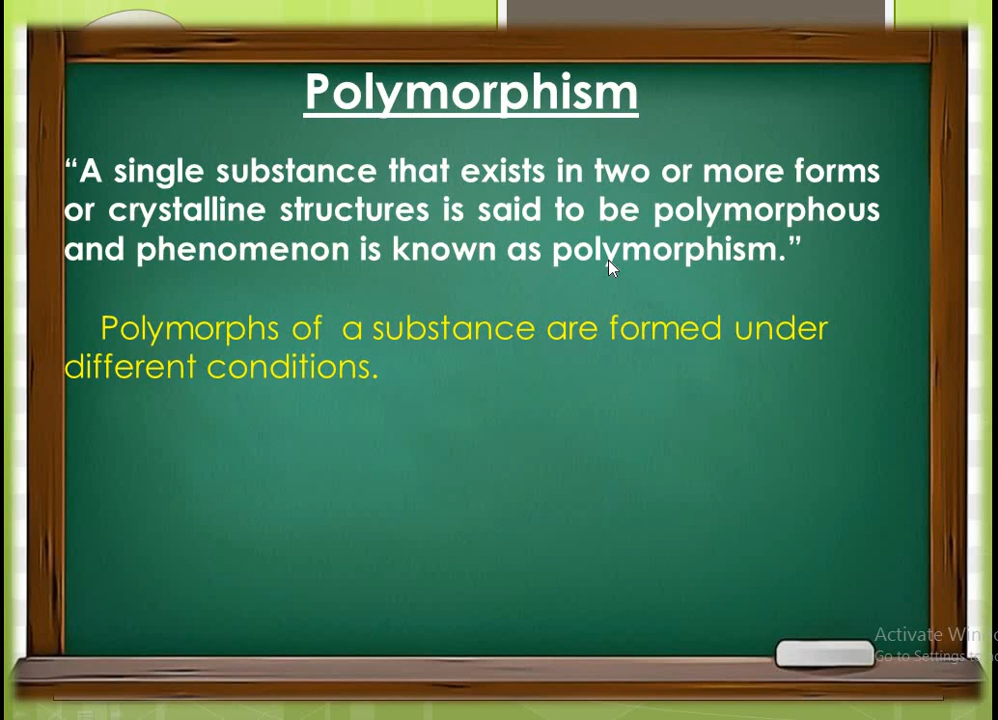 Polymorphism
“A single substance that exists in two or more forms
or crystalline structures is said to be polymorphous
and phenomenon is known as polymorphism.”
Polymorphs of a substance are formed under
different conditions.
Activate
Go to Settings